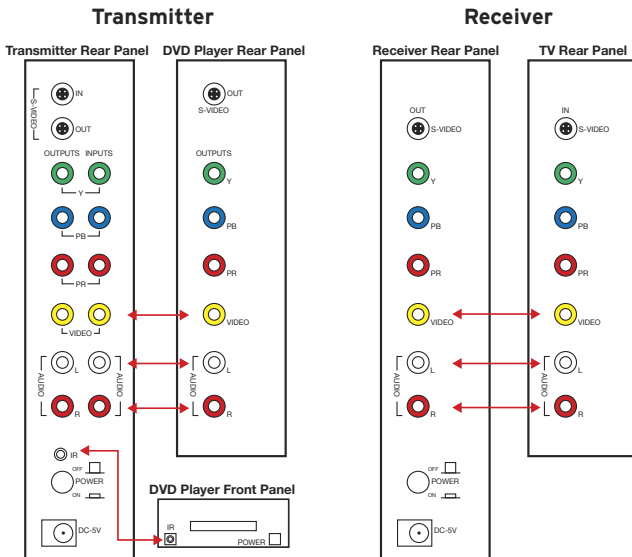 Transmitter
Receiver
Transmitter Rear Panel
DVD Player Rear Panel
Receiver Rear Panel
TV Rear Panel
S-VIDEO
IN
OUT
OUTPUTS INPUTS
Y
PB
PR
VIDEO
AUDIO
L
R
AUDIO
IR
OFF
POWER
ON
DC-5V
OUT
S-VIDEO
OUTPUTS
Y
PB
PR
VIDEO
AUDIO
L
R
DVD Player Front Panel
IR
POWER
OUT
S-VIDEO
Y
PB
PR
VIDEO
AUDIO
L
R
OFF
POWER
ON
DC-5V
IN
S-VIDEO
Y
PB
PR
VIDEO
AUDIO
L
R